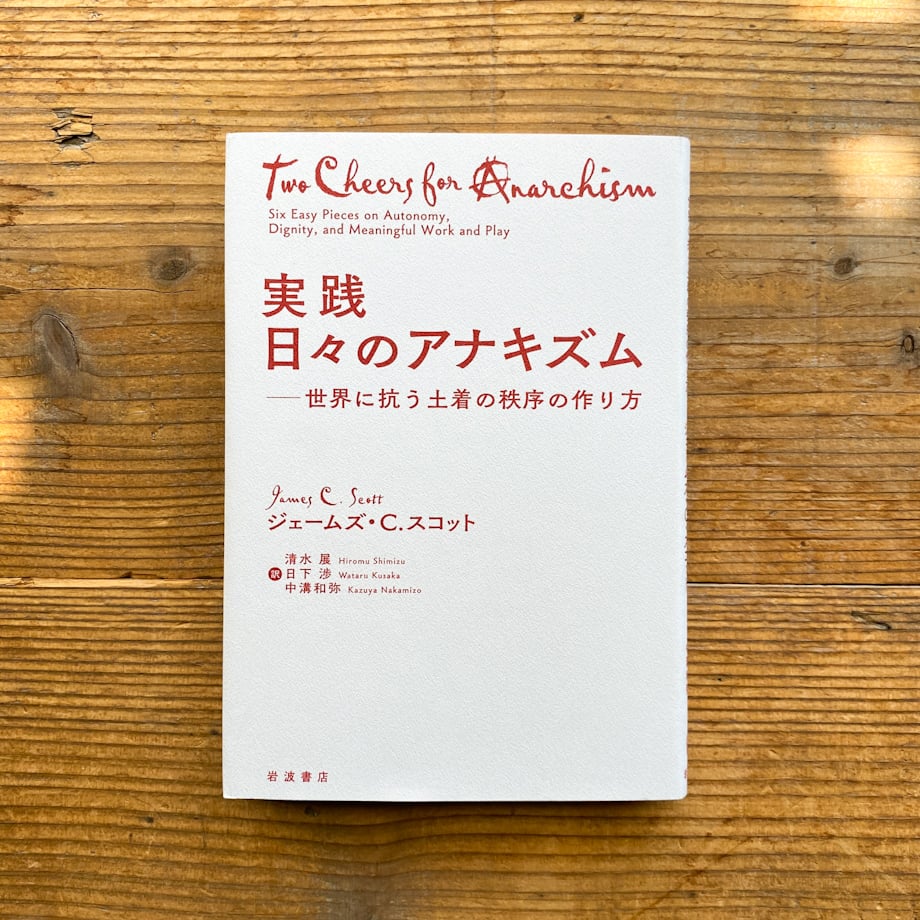 Two Cheers for Anarchism
Six Easy Pieces on Autonomy,
Dignity, and Meaningful Work and Play
実践
日々のアナキズム
──世界に抗う土着の秩序の作り方
James C. Scott
ジェームズ・C.スコット
清水 展 Hiromu Shimizu
訳 日下 渉 Wataru Kusaka
中溝和弥 Kazuya Nakamizo
岩波書店